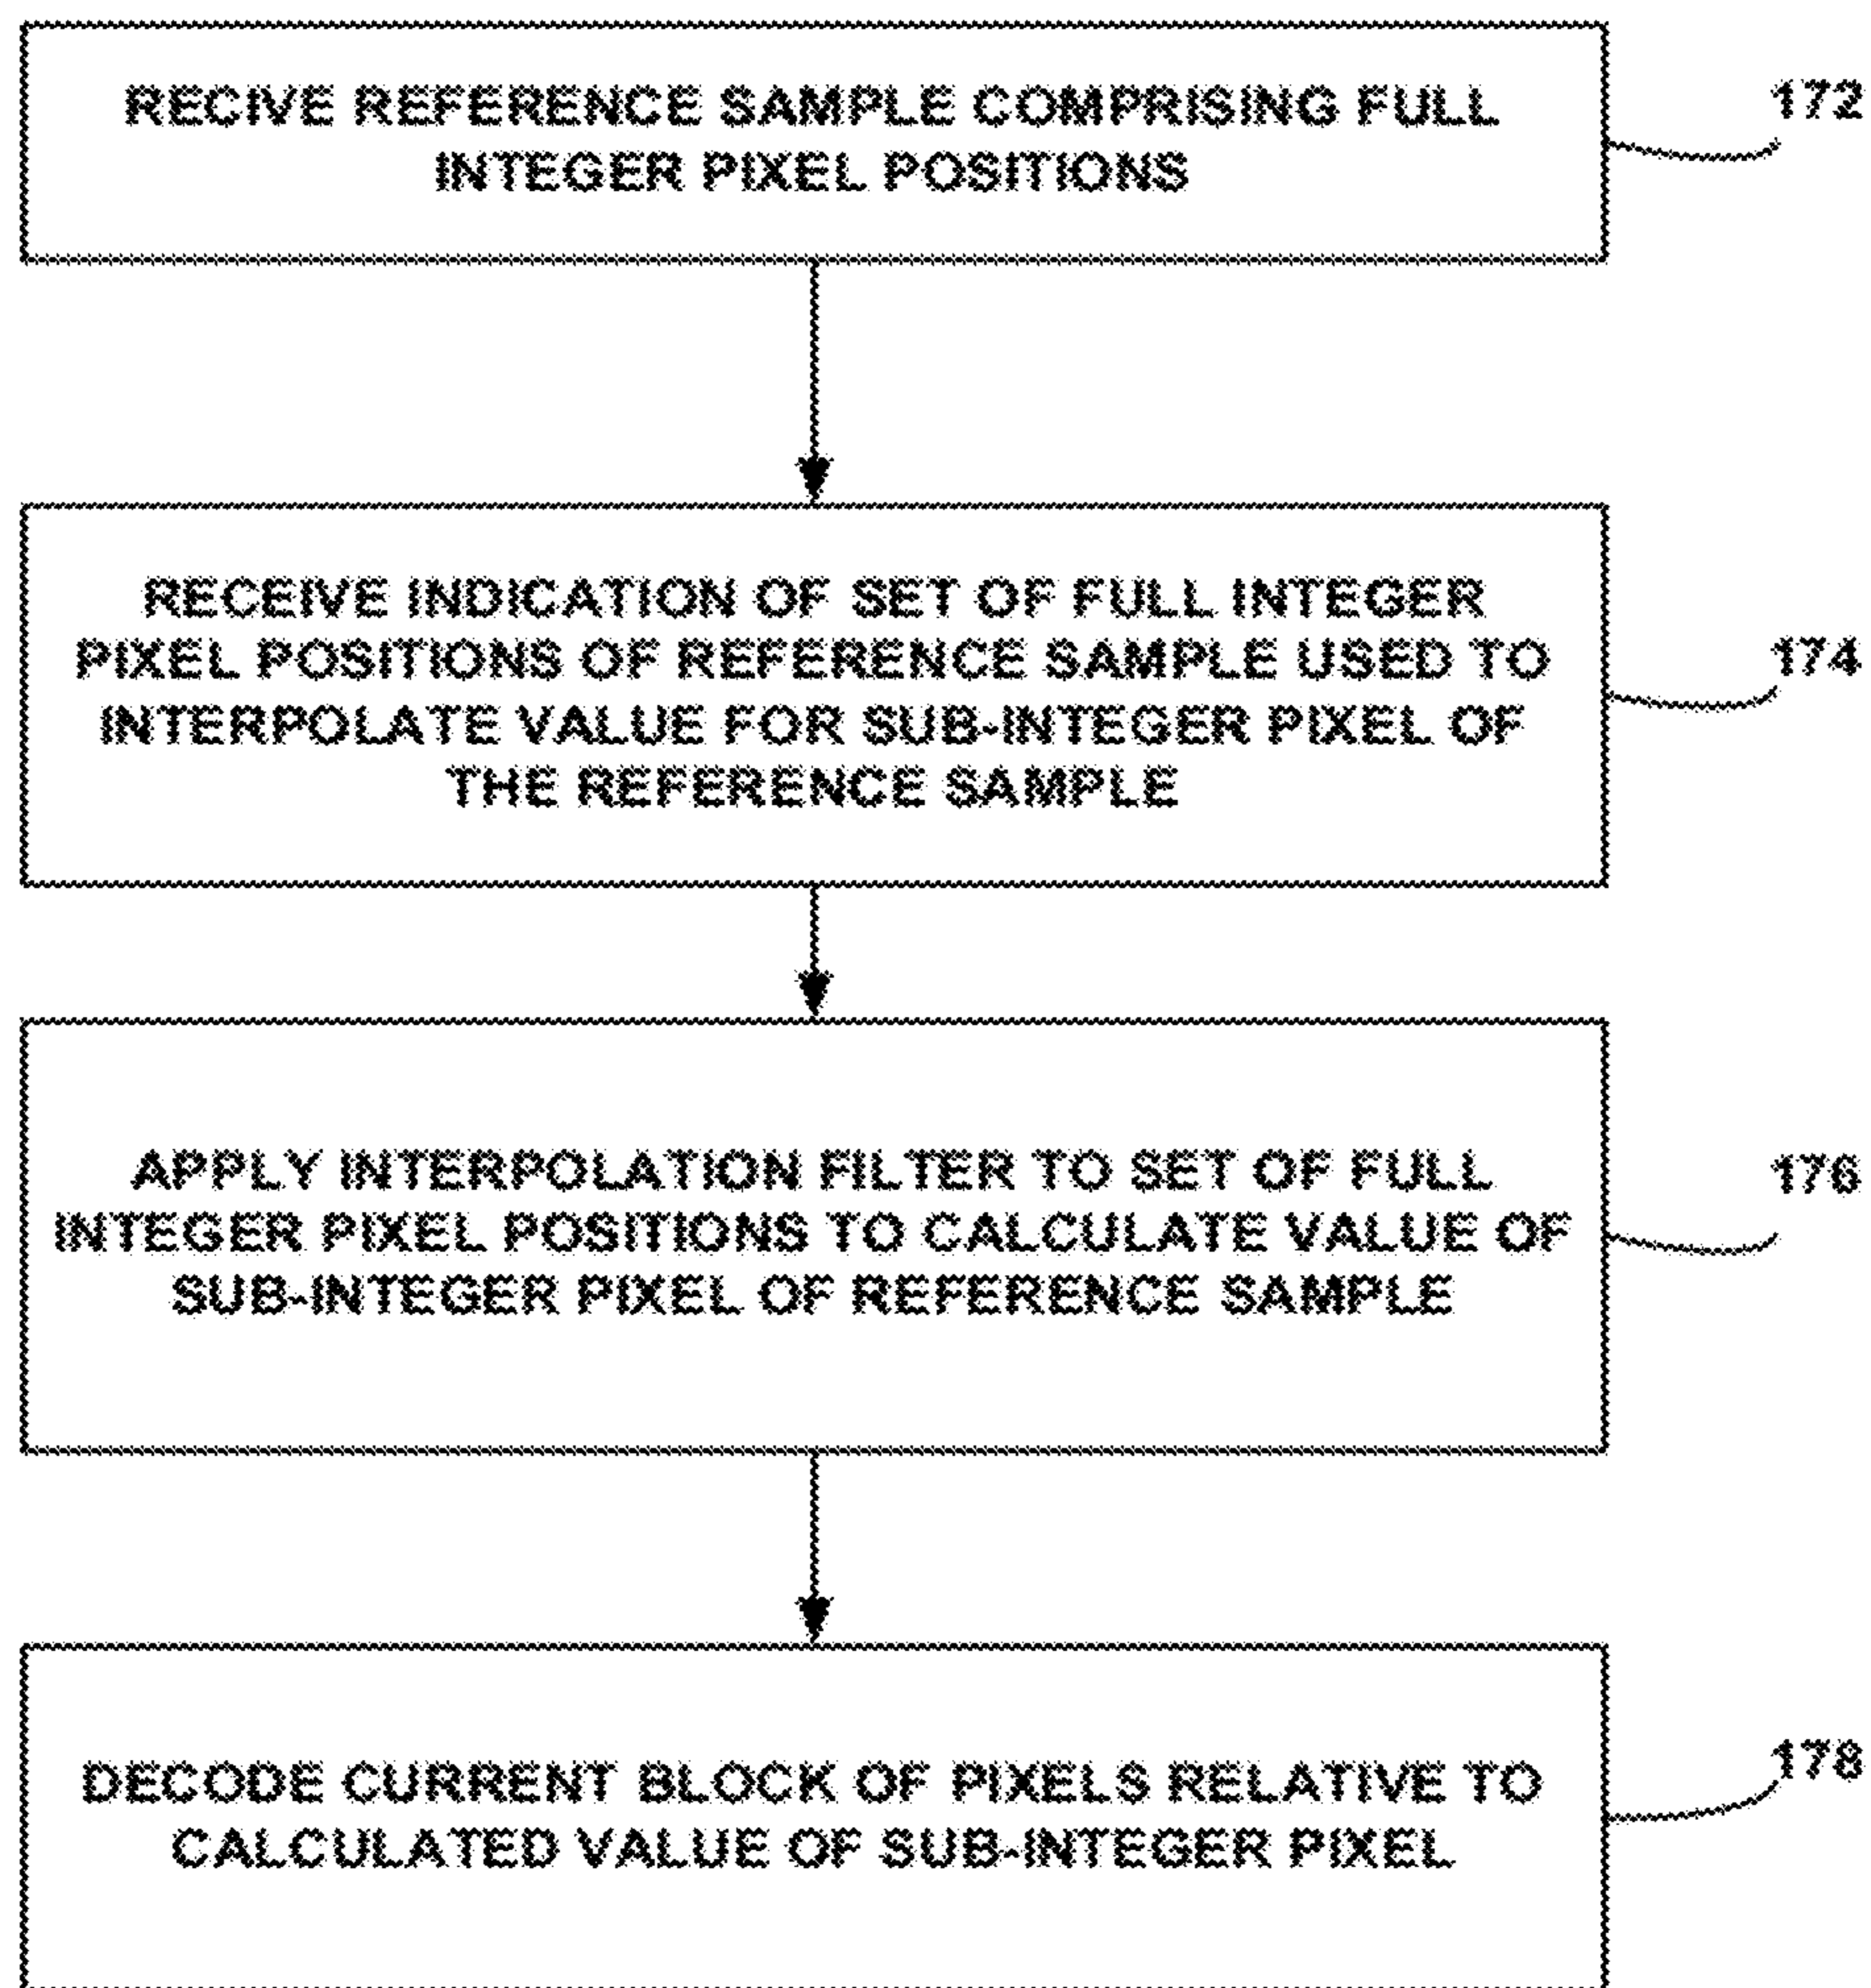 RECIVE REFERENCE SAMPLE COMPRISING FULL
INTEGER PIXEL POSITIONS
172
RECEIVE INDICATION OF SET OF FULL INTEGER
PIXEL POSITIONS OF REFERENCE SAMPLE USED TO
INTERPOLATE VALUE FOR SUB-INTEGER PIXEL OF
THE REFERENCE SAMPLE
174
APPLY INTERPOLATION FILTER TO SET OF FULL
INTEGER PIXEL POSITIONS TO CALCULATE VALUE OF
SUB-INTEGER PIXEL OF REFERENCE SAMPLE
176
DECODE CURRENT BLOCK OF PIXELS RELATIVE TO
CALCULATED VALUE OF SUB-INTEGER PIXEL
178